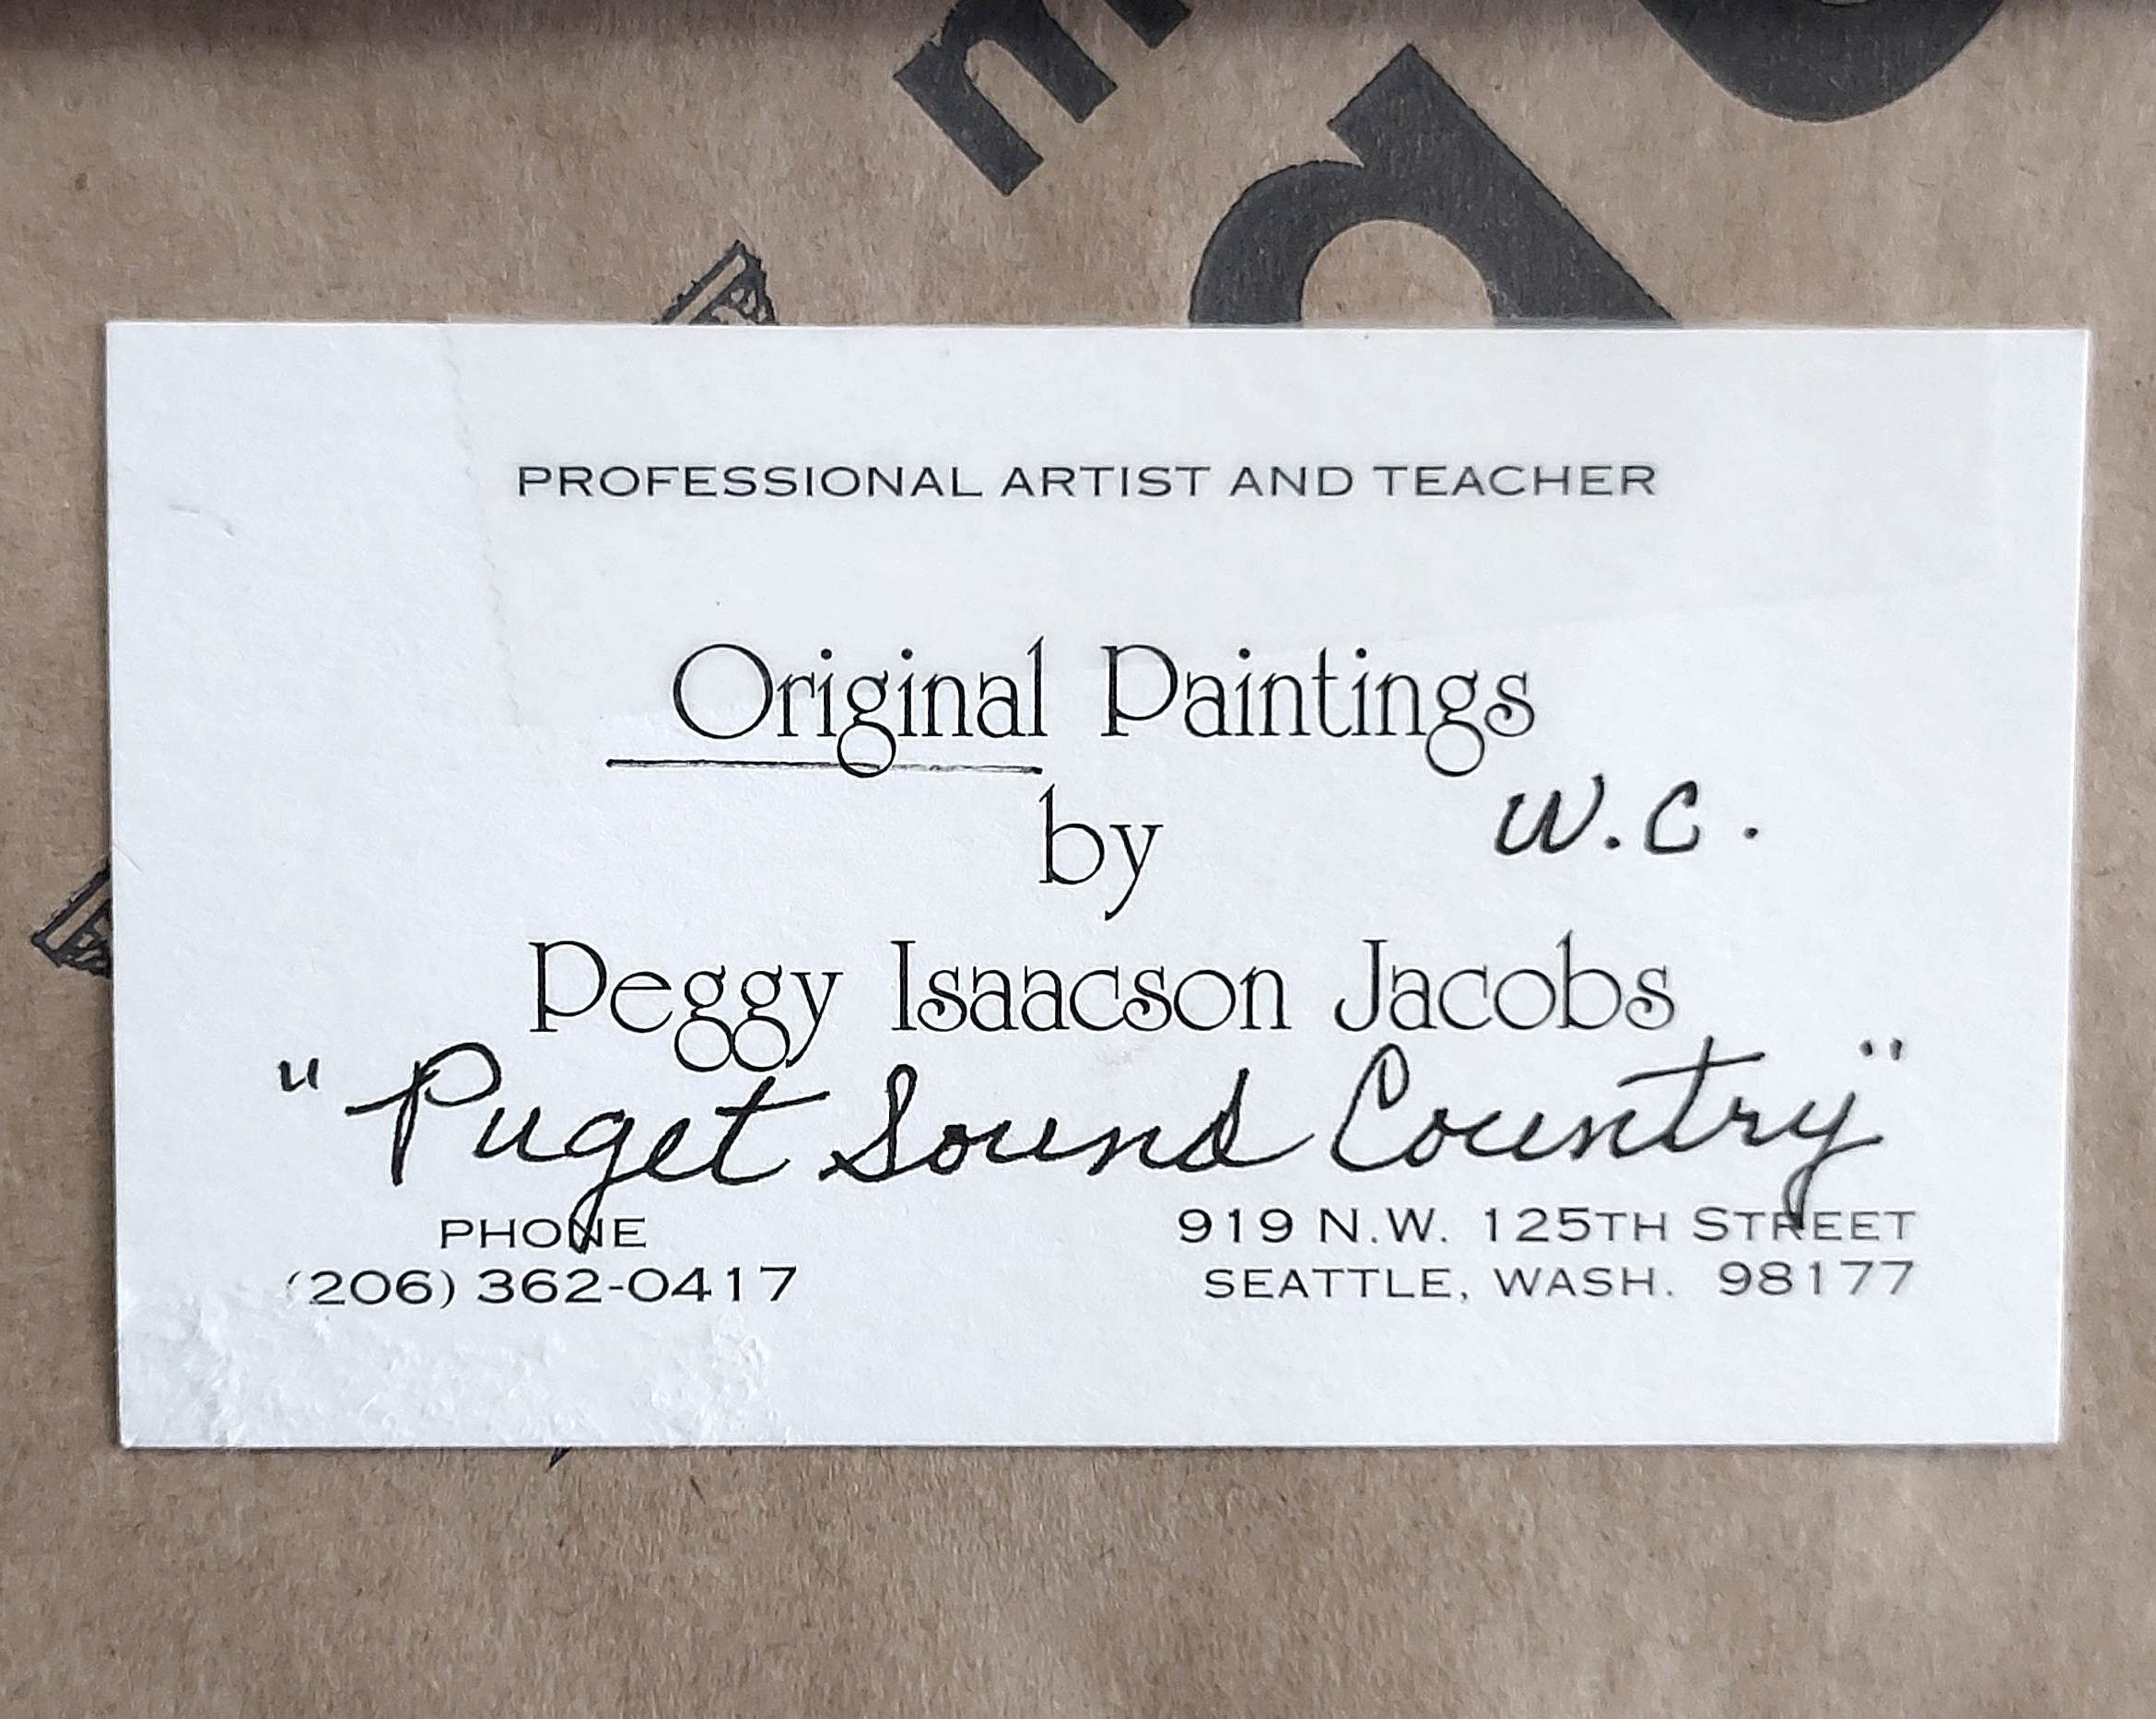 PROFESSIONAL ARTIST AND TEACHER
Original Paintings
by W.C.
Peggy Isaacson Jacobs
"Puget Sound Country"
PHONE
(206) 362-0417
919 N.W. 125TH STREET
SEATTLE, WASH. 98177